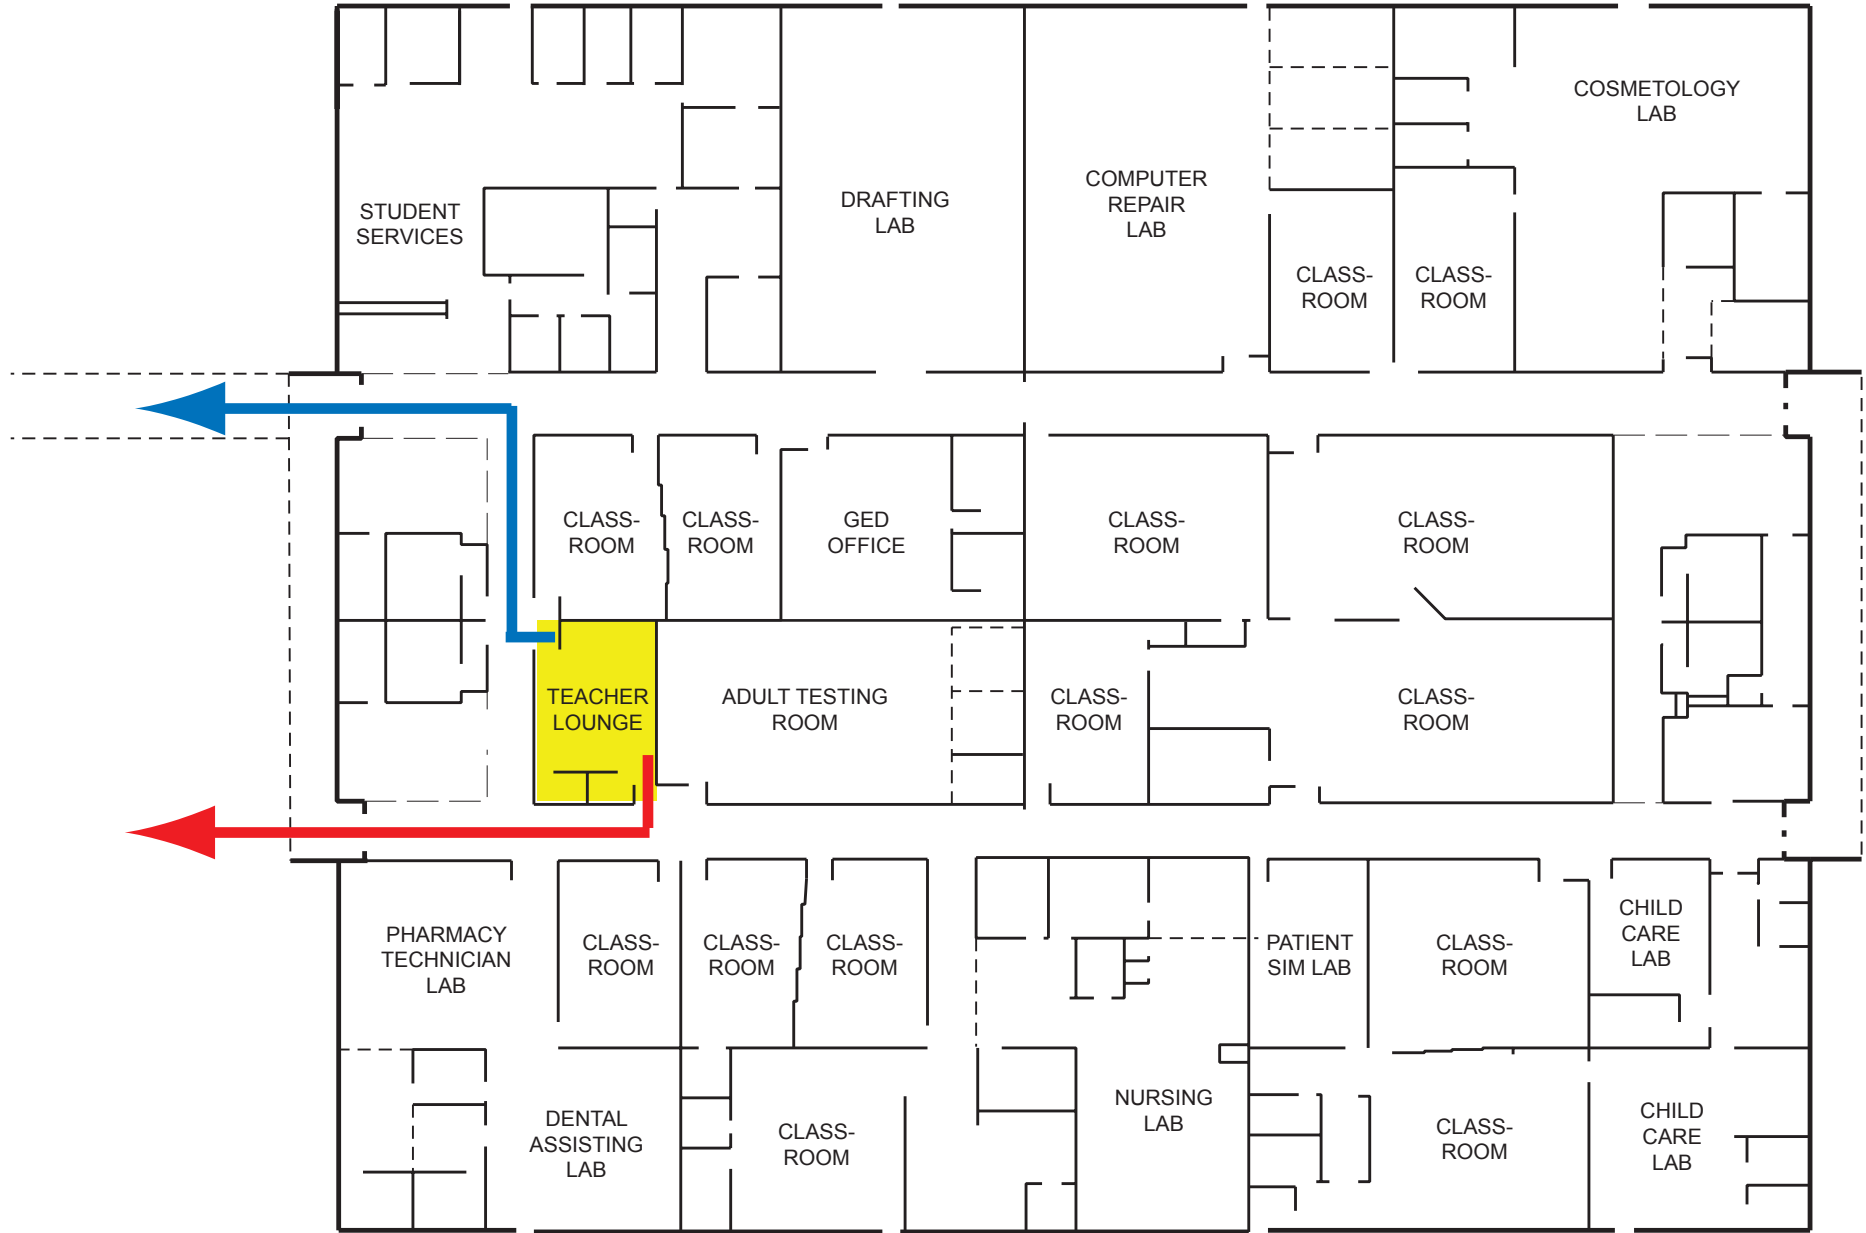 COSMETOLOGY
LAB
STUDENT
SERVICES
DRAFTING
LAB
COMPUTER
REPAIR
LAB
CLASS-
ROOM
CLASS-
ROOM
CLASS-
ROOM
CLASS-
ROOM
GED
OFFICE
CLASS-
ROOM
CLASS-
ROOM
TEACHER
LOUNGE
ADULT TESTING
ROOM
CLASS-
ROOM
CLASS-
ROOM
PHARMACY
TECHNICIAN
LAB
CLASS-
ROOM
CLASS-
ROOM
CLASS-
ROOM
PATIENT
SIM LAB
CLASS-
ROOM
CHILD
CARE
LAB
DENTAL
ASSISTING
LAB
CLASS-
ROOM
NURSING
LAB
CLASS-
ROOM
CHILD
CARE
LAB